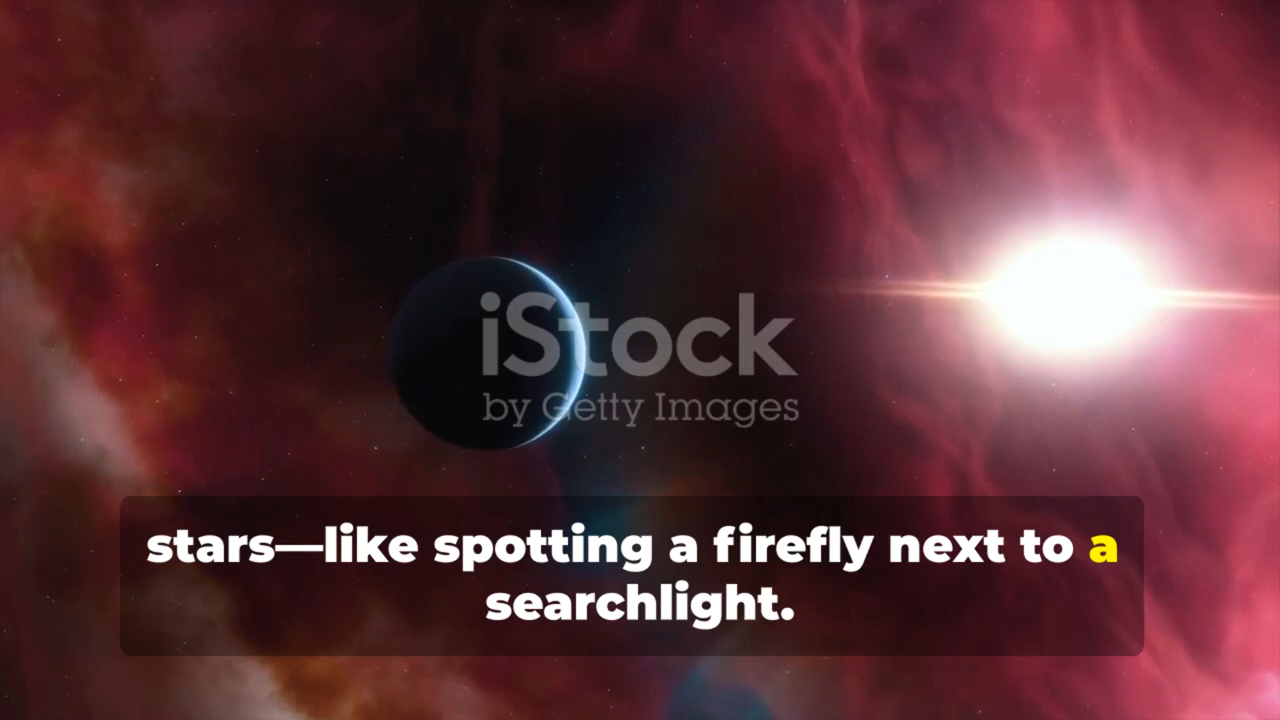 iStock
by Getty Images
stars—like spotting a firefly next to a
searchlight.